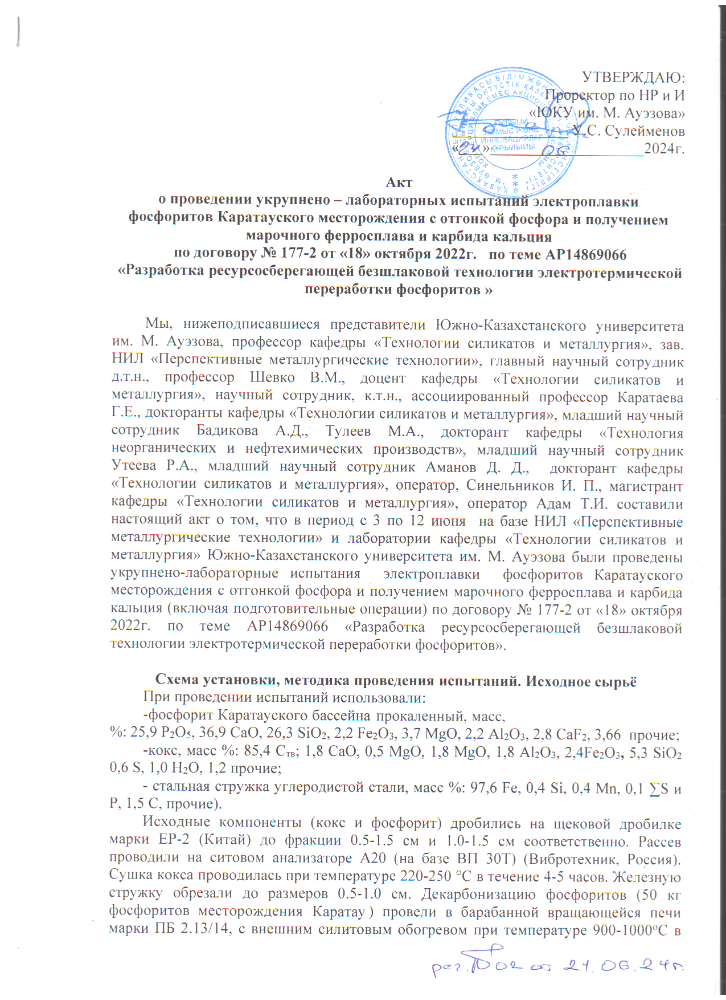 УТВЕРЖДАЮ:
Проректор по НР и И
«ЮКУ им. М. Ауэзова»
У.С. Сулейменов
«24» 06 2024г.
ҒЫЛЫМИ
ЖҰМЫС ЖӘНЕ
ИННОВАЦИЯЛАР
ҚҰРЫЛЫМЫ
Акт
о проведении укрупнено – лабораторных испытаний электроплавки
фосфоритов Каратауского месторождения с отгонкой фосфора и получением
марочного ферросплава и карбида кальция
по договору № 177-2 от «18» октября 2022г. по теме АР14869066
«Разработка ресурсосберегающей безшлаковой технологии электротермической
переработки фосфоритов »
Мы, нижеподписавшиеся представители Южно-Казахстанского университета
им. М. Ауэзова, профессор кафедры «Технологии силикатов и металлургия», зав.
НИЛ «Перспективные металлургические технологии», главный научный сотрудник
д.т.н., профессор Шевко В.М., доцент кафедры «Технологии силикатов и
металлургия», научный сотрудник, к.т.н., ассоциированный профессор Каратаева
Г.Е., докторанты кафедры «Технологии силикатов и металлургия», младший научный
сотрудник Бадикова А.Д., Тулеев М.А., докторант кафедры «Технология
неорганических и нефтехимических производств», младший научный сотрудник
Утеева Р.А., младший научный сотрудник Аманов Д. Д., докторант кафедры
«Технологии силикатов и металлургия», оператор, Синельников И. П., магистрант
кафедры «Технологии силикатов и металлургия», оператор Адам Т.И. составили
настоящий акт о том, что в период с 3 по 12 июня на базе НИЛ «Перспективные
металлургические технологии» и лаборатории кафедры «Технологии силикатов и
металлургия» Южно-Казахстанского университета им. М. Ауэзова были проведены
укрупнено-лабораторные испытания электроплавки фосфоритов Каратауского
месторождения с отгонкой фосфора и получением марочного ферросплава и карбида
кальция (включая подготовительные операции) по договору № 177-2 от «18» октября
2022г. по теме АР14869066 «Разработка ресурсосберегающей безшлаковой
технологии электротермической переработки фосфоритов».
Схема установки, методика проведения испытаний. Исходное сырьё
При проведении испытаний использовали:
-фосфорит Каратауского бассейна прокаленный, масс,
%: 25,9 P₂O₅, 36,9 CaO, 26,3 SiO₂, 2,2 Fe₂O₃, 3,7 MgO, 2,2 Al₂O₃, 2,8 CaF₂, 3,66 прочие;
-кокс, масс %: 85,4 Cтв; 1,8 CaO, 0,5 MgO, 1,8 MgO, 1,8 Al₂O₃, 2,4Fe₂O₃, 5,3 SiO₂
0,6 S, 1,0 H₂O, 1,2 прочие;
- стальная стружка углеродистой стали, масс %: 97,6 Fe, 0,4 Si, 0,4 Mn, 0,1 ∑S и
P, 1,5 C, прочие).
Исходные компоненты (кокс и фосфорит) дробились на щековой дробилке
марки ЕР-2 (Китай) до фракции 0.5-1.5 см и 1.0-1.5 см соответственно. Рассев
проводили на ситовом анализаторе А20 (на базе ВП 30Т) (Вибротехник, Россия).
Сушка кокса проводилась при температуре 220-250 °С в течение 4-5 часов. Железную
стружку обрезали до размеров 0.5-1.0 см. Декарбонизацию фосфоритов (50 кг
фосфоритов месторождения Каратау) провели в барабанной вращающейся печи
марки ПБ 2.13/14, с внешним силитовым обогревом при температуре 900-1000ºС в